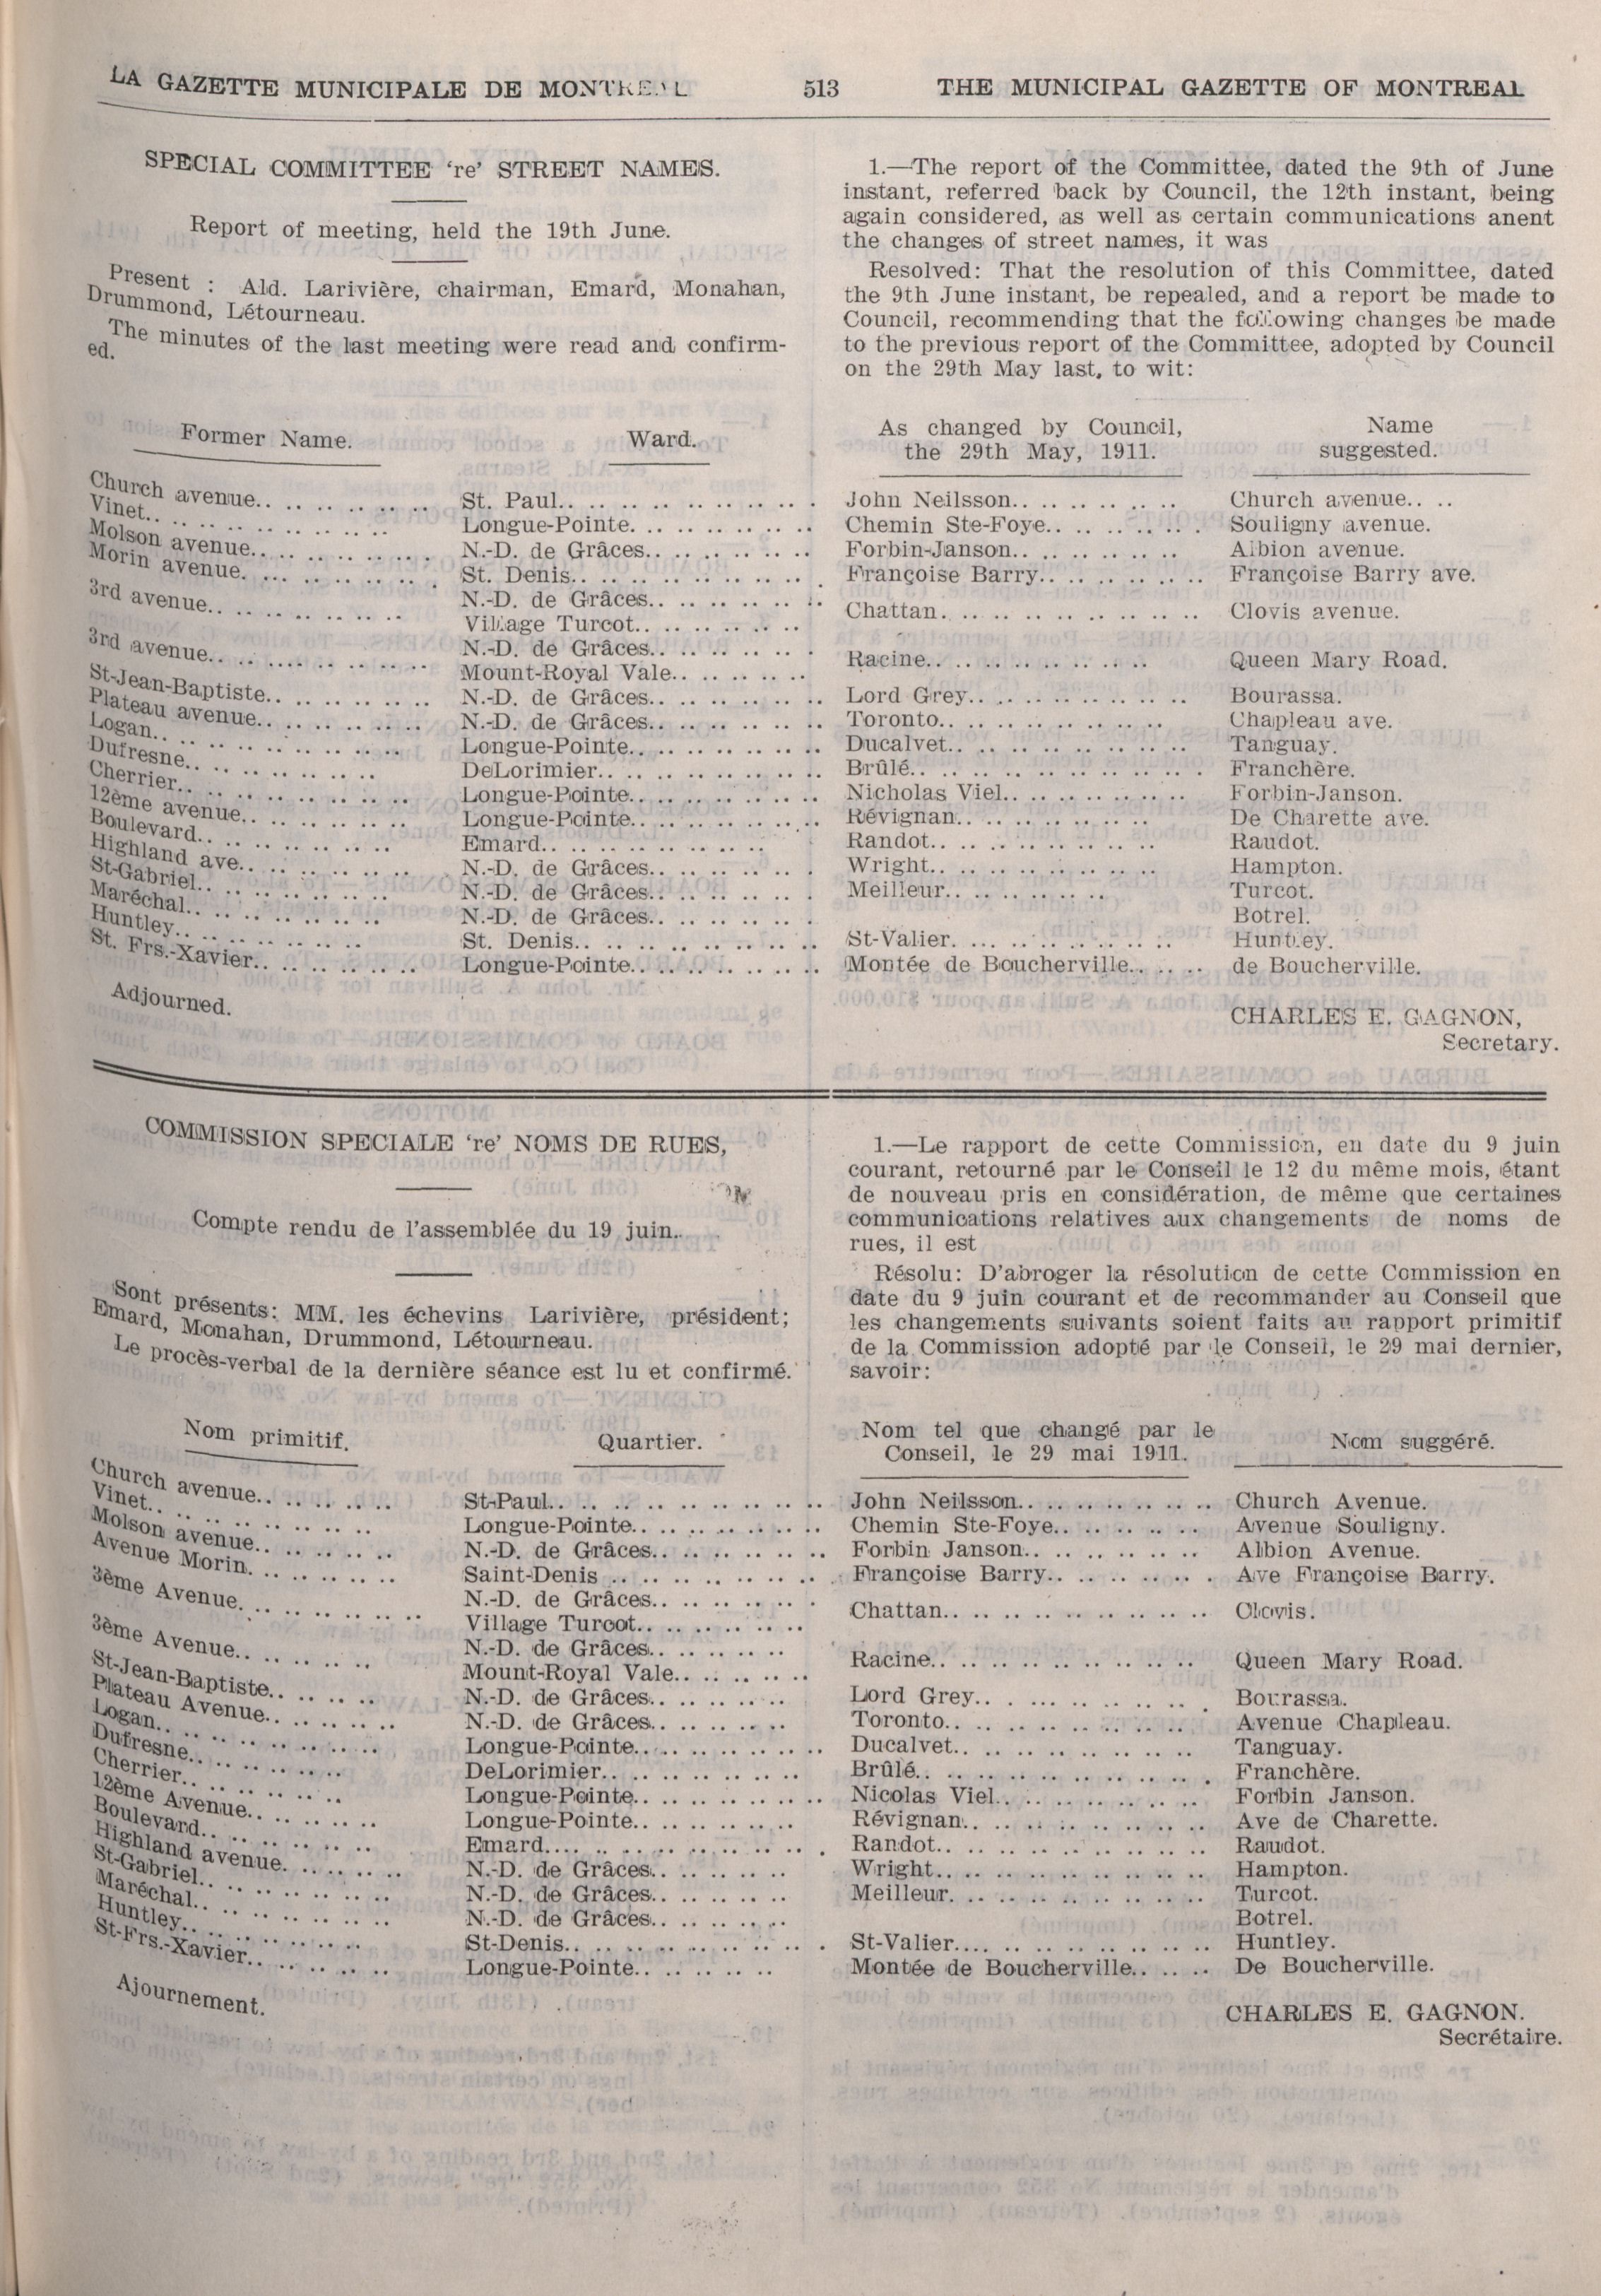 LA GAZETTE MUNICIPALE DE MONTREAL 513 THE MUNICIPAL GAZETTE OF MONTREAL
SPECIAL COMMITTEE 're' STREET NAMES.
Report of meeting, held the 19th June.
Present : Ald. Larivière, chairman, Emard, Monahan,
Drummond, Létourneau.
The minutes of the last meeting were read and confirm-
ed.
1.—The report of the Committee, dated the 9th of June
instant, referred back by Council, the 12th instant, being
again considered, as well as certain communications anent
the changes of street names, it was
Resolved: That the resolution of this Committee, dated
the 9th June instant, be repealed, and a report be made to
Council, recommending that the following changes be made
to the previous report of the Committee, adopted by Council
on the 29th May last, to wit:
Former Name. Ward. As changed by Council, the 29th May, 1911. Name suggested.
Church avenue.. St. Paul.. John Neilsson.. Church avenue.. ..
Vinet.. Longue-Pointe. Chemin Ste-Foye.. Souligny avenue.
Molson avenue.. N.-D. de Grâces.. Forbin-Janson.. Albion avenue.
Morin avenue. St. Denis.. Françoise Barry.. Françoise Barry ave.
3rd avenue.. N.-D. de Grâces.. Village Turcot.. Chattan. Clovis avenue.
3rd avenue.. N.-D. de Grâces.. Mount-Royal Vale.. Racine.. Queen Mary Road.
St-Jean-Baptiste.. N.-D. de Grâces.. Lord Grey.. Bourassa.
Plateau avenue.. N.-D. de Grâces.. Toronto.. Chapleau ave.
Logan.. Longue-Pointe.. Ducalvet.. Tanguay.
Dufresne.. DeLorimier.. Brûlé.. Franchère.
Cherrier.. Longue-Pointe.. Nicholas Viel.. Forbin-Janson.
12ème avenue.. Longue-Pointe.. Révignan.. De Charette ave.
Boulevard.. Emard.. Randot.. Raudot.
Highland ave.. N.-D. de Grâces.. Wright.. Hampton.
St-Gabriel.. N.-D. de Grâces.. Meilleur.. Turcot.
Maréchal.. N.-D. de Grâces.. Botrel.
Huntley.. St. Denis.. St-Valier. Huntley.
St. Frs.-Xavier.. Longue-Pointe.. Montée de Boucherville.. de Boucherville.
Adjourned.
CHARLES E. GAGNON,
Secretary.
COMMISSION SPECIALE 're' NOMS DE RUES,
Compte rendu de l'assemblée du 19 juin.
Sont présents: MM. les échevins Larivière, président;
Emard, Monahan, Drummond, Létourneau.
Le procès-verbal de la dernière séance est lu et confirmé.
1.—Le rapport de cette Commission, en date du 9 juin
courant, retourné par le Conseil le 12 du même mois, étant
de nouveau pris en considération, de même que certaines
communications relatives aux changements de noms de
rues, il est
Résolu: D'abroger la résolution de cette Commission en
date du 9 juin courant et de recommander au Conseil que
les changements suivants soient faits au rapport primitif
de la Commission adopté par le Conseil, le 29 mai dernier,
savoir:
Nom primitif. Quartier. Nom tel que changé par le Conseil, le 29 mai 1911. Nom suggéré.
Church avenue.. St-Paul.. John Neilsson.. Church Avenue.
Vinet.. Longue-Pointe.. Chemin Ste-Foye.. Avenue Souligny.
Molson avenue.. N.-D. de Grâces.. Forbin Janson.. Albion Avenue.
Avenue Morin. Saint-Denis .. Françoise Barry.. Ave Françoise Barry.
3ème Avenue. N.-D. de Grâces.. Village Turcot.. Chattan.. Clovis.
3ème Avenue.. N.-D. de Grâces.. Mount-Royal Vale.. Racine.. Queen Mary Road.
St-Jean-Baptiste.. N.-D. de Grâces.. Lord Grey.. Bourassa.
Plateau Avenue.. N.-D. de Grâces.. Toronto.. Avenue Chapleau.
Logan.. Longue-Pointe.. Ducalvet.. Tanguay.
Dufresne.. DeLorimier.. Brûlé.. Franchère.
Cherrier.. Longue-Pointe.. Nicolas Viel.. Forbin Janson.
12ème Avenue.. Longue-Pointe.. Révignan.. Ave de Charette.
Boulevard.. Emard.. Randot.. Raudot.
Highland avenue. N.-D. de Grâces.. Wright.. Hampton.
St-Gabriel.. N.-D. de Grâces.. Meilleur. Turcot.
Maréchal.. N.-D. de Grâces.. Botrel.
Huntley.. St-Denis.. St-Valier.. Huntley.
St-Frs.-Xavier.. Longue-Pointe.. Montée de Boucherville.. De Boucherville.
Ajournement.
CHARLES E. GAGNON.
Secrétaire.